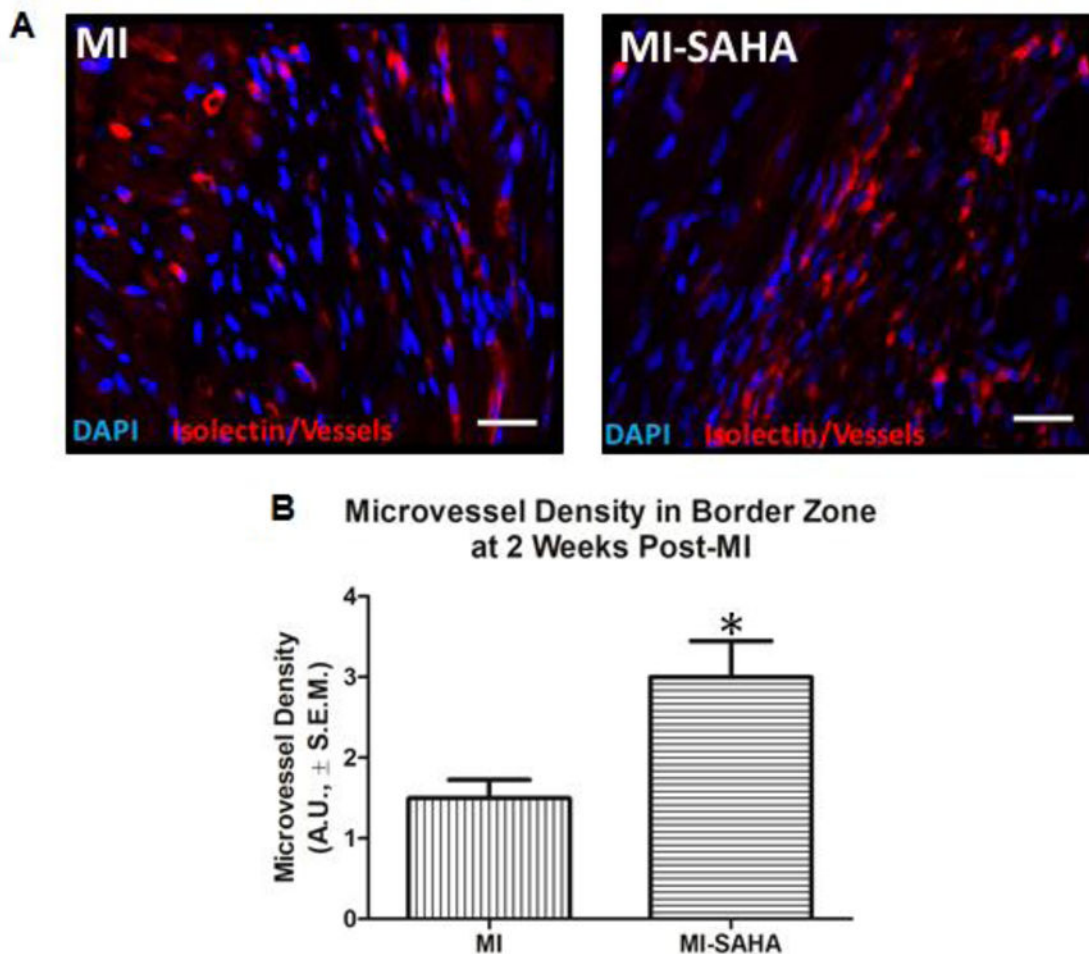 A
MI
MI-SAHA
DAPI Isolectin/Vessels
DAPI Isolectin/Vessels
B Microvessel Density in Border Zone
at 2 Weeks Post-MI
Microvessel Density
(A.U., ± S.E.M.)
4
3
2
1
0
*
MI
MI-SAHA